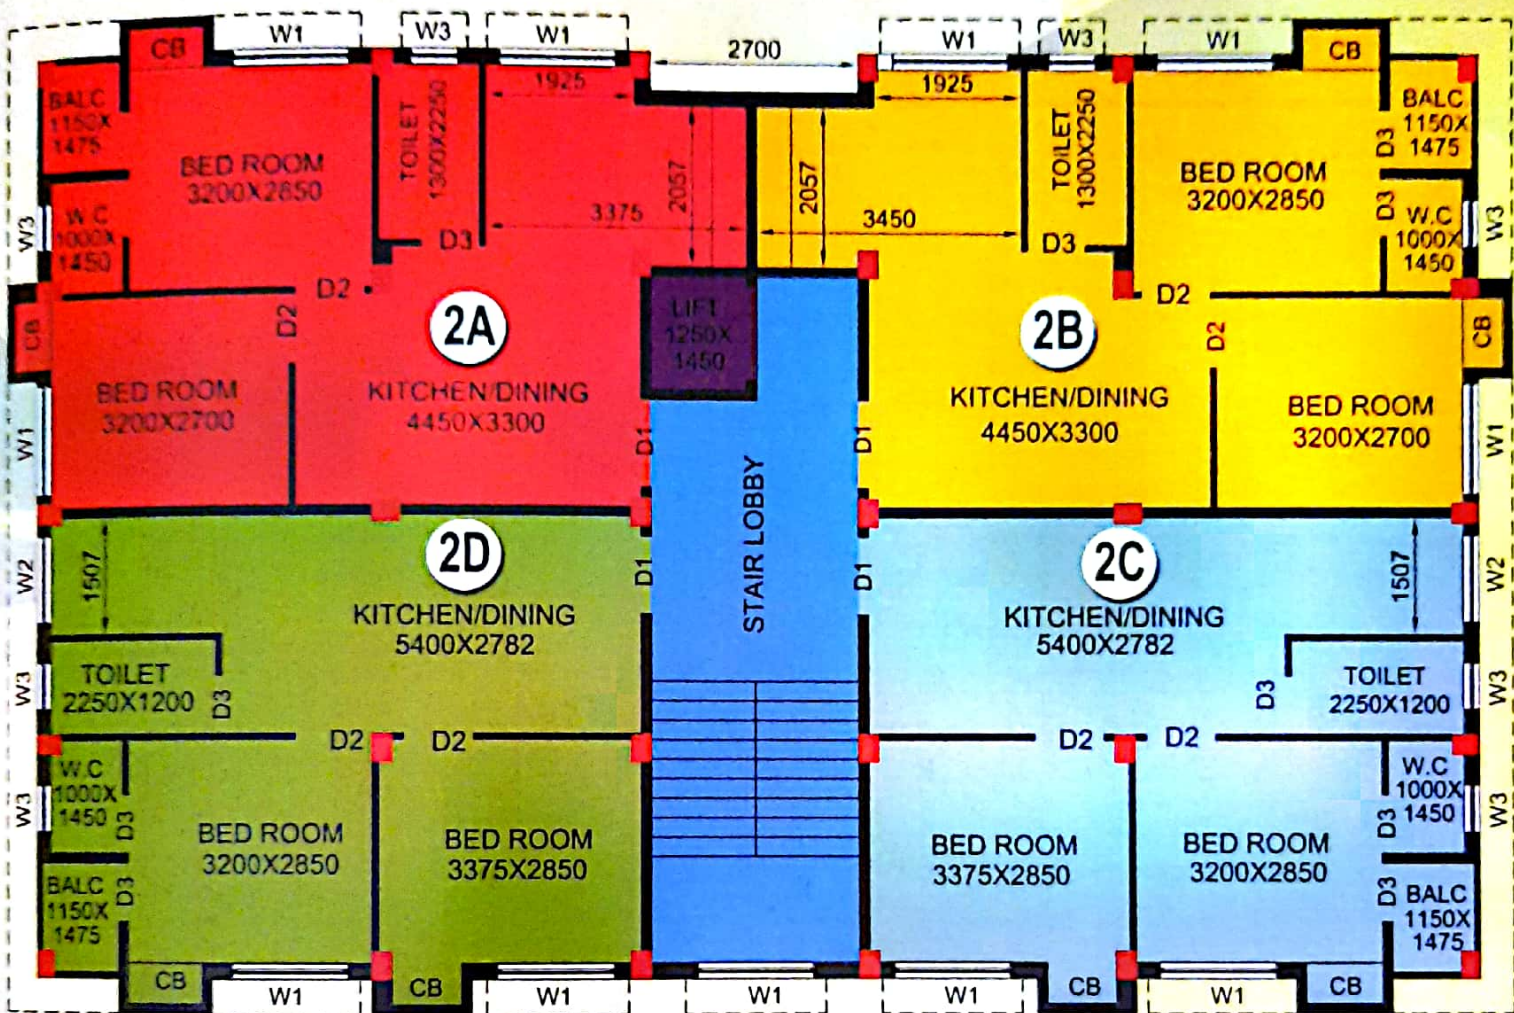 W1
W3
W1
2700
W1
W3
W1
CB
CB
1925
1925
BALC
1150X
1475
BED ROOM
3200X2850
TOILET
1300X2250
2057
3375
2057
3450
TOILET
1300X2250
BED ROOM
3200X2850
D3
BALC
1150X
1475
W3
W.C
1000X
1450
D3
D3
D3
W.C
1000X
1450
W3
D2
D2
D2
D2
CB
2A
LIFT
1250X
1450
2B
CB
BED ROOM
3200X2700
KITCHEN/DINING
4450X3300
KITCHEN/DINING
4450X3300
BED ROOM
3200X2700
W1
D1
D1
W1
STAIR LOBBY
2D
2C
W2
1507
D1
D1
1507
W2
KITCHEN/DINING
5400X2782
KITCHEN/DINING
5400X2782
W3
TOILET
2250X1200
D3
D3
TOILET
2250X1200
W3
D2
D2
D2
D2
W3
W.C
1000X
1450
D3
BED ROOM
3200X2850
BED ROOM
3375X2850
BED ROOM
3375X2850
BED ROOM
3200X2850
D3
W.C
1000X
1450
W3
BALC
1150X
1475
D3
D3
BALC
1150X
1475
CB
CB
CB
CB
W1
W1
W1
W1
W1